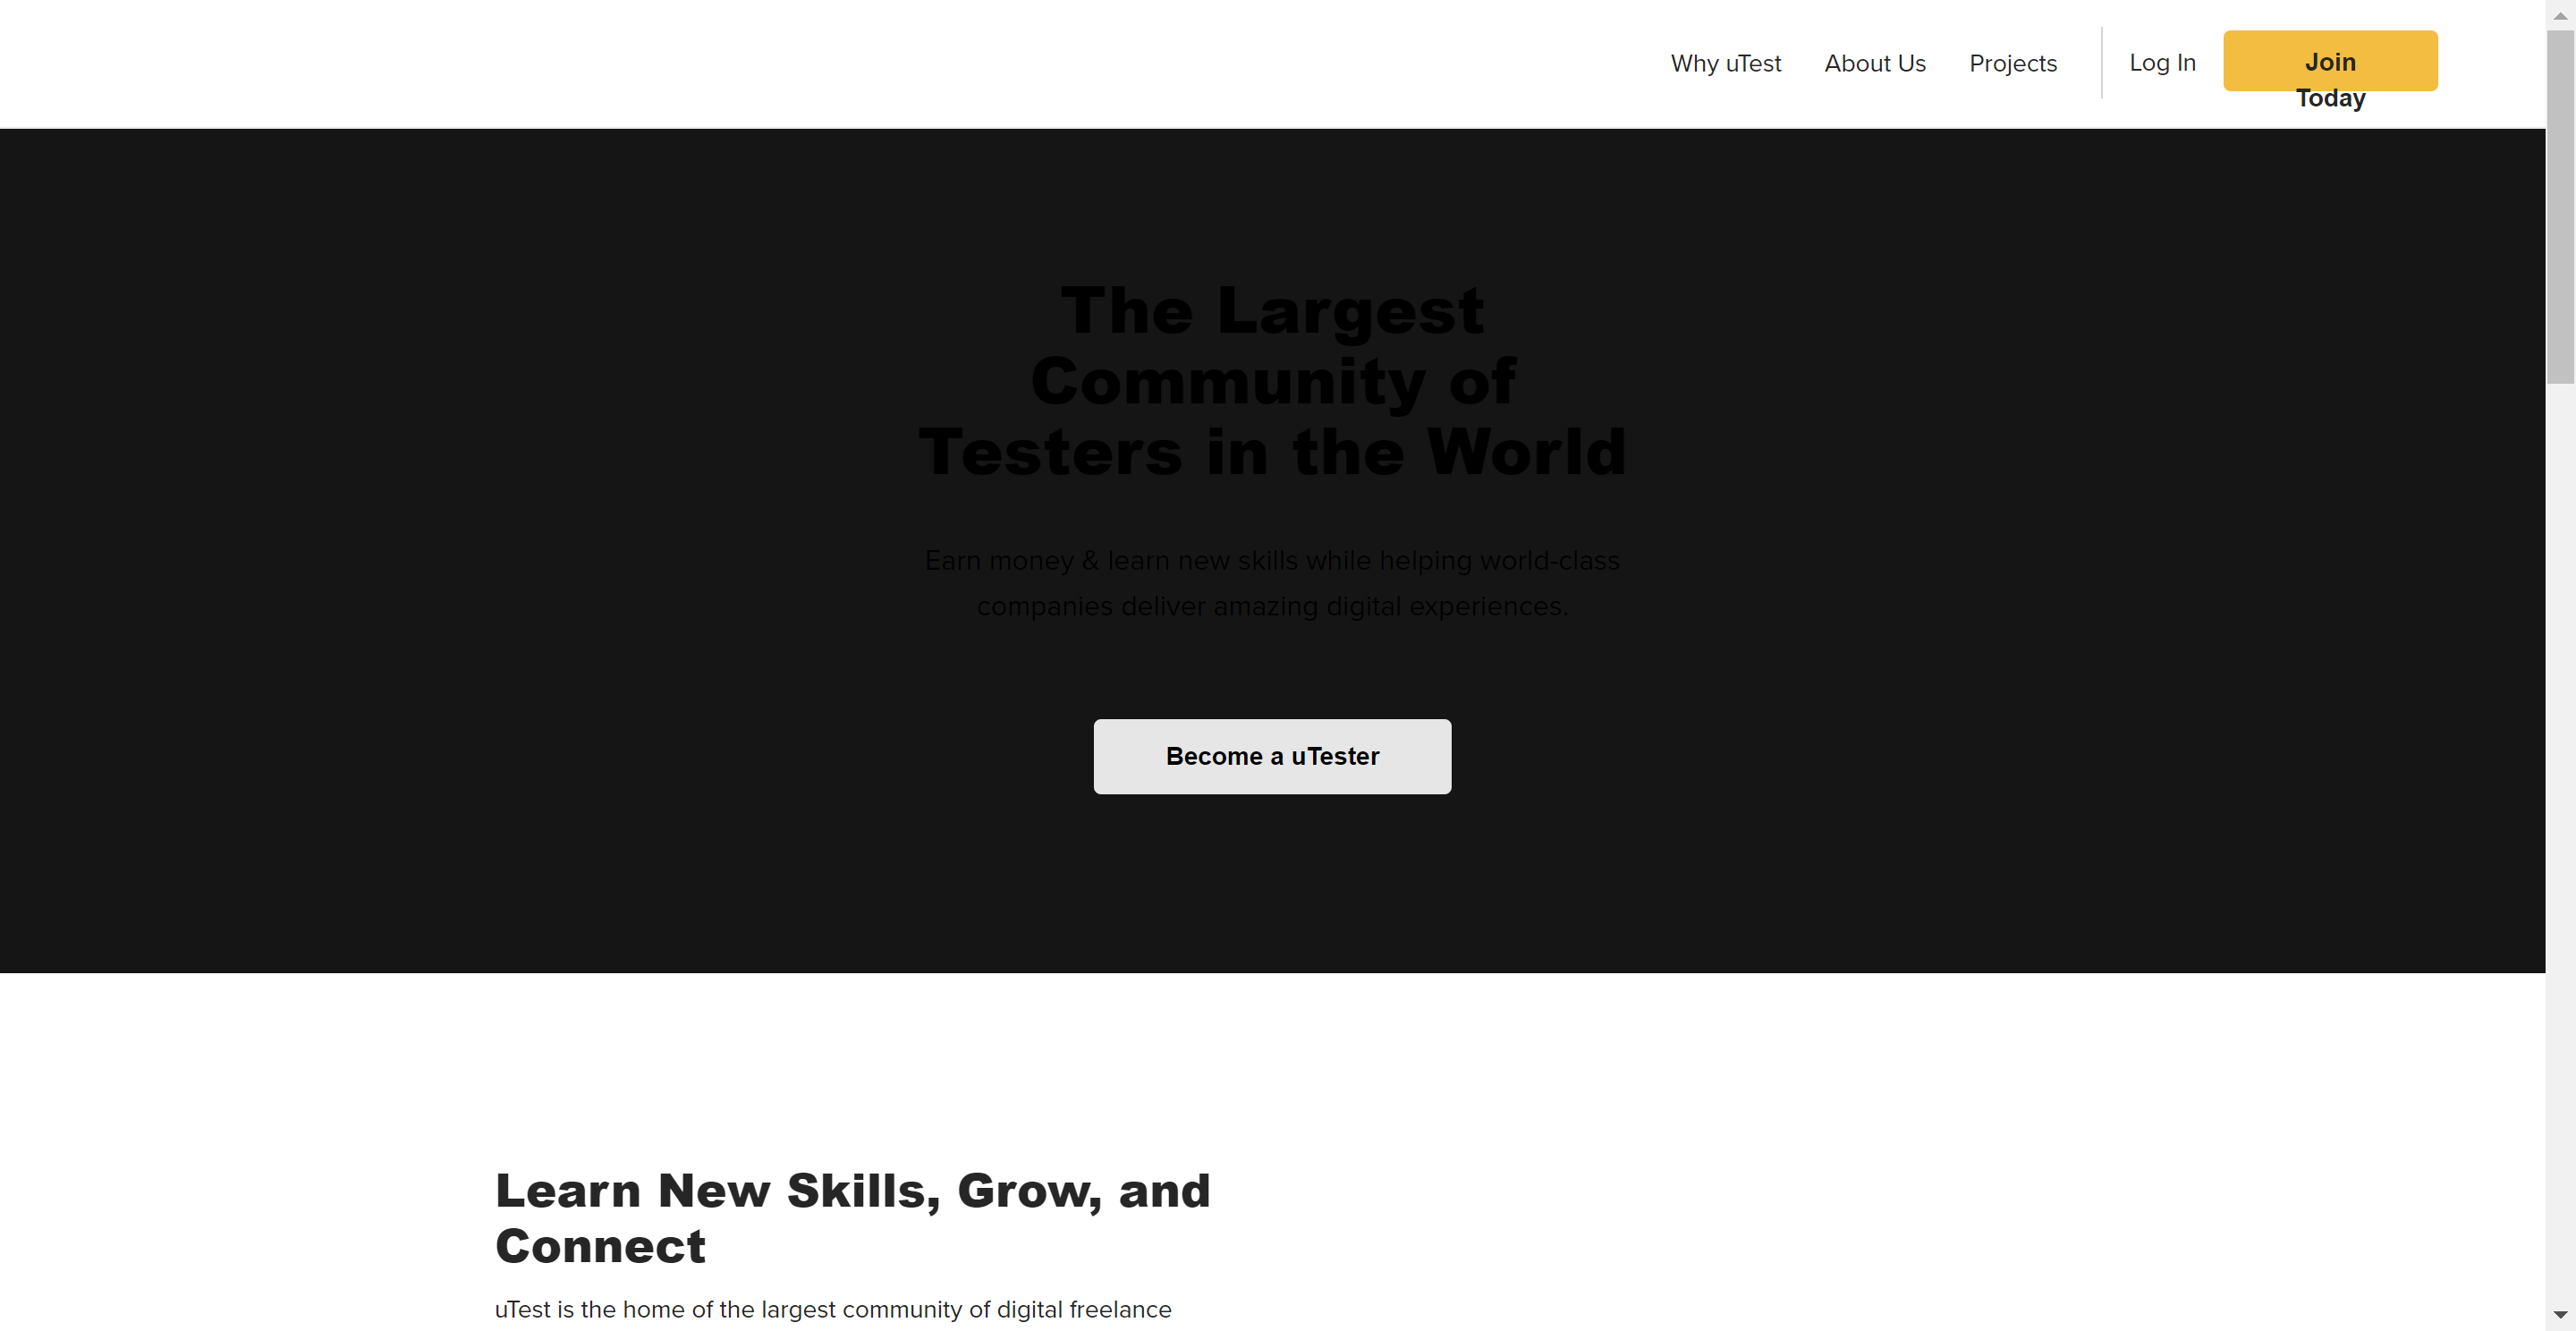 Why uTest About Us Projects Log In Join
Today
The Largest
Community of
Testers in the World
Earn money & learn new skills while helping world-class
companies deliver amazing digital experiences.
Become a uTester
Learn New Skills, Grow, and
Connect
uTest is the home of the largest community of digital freelance